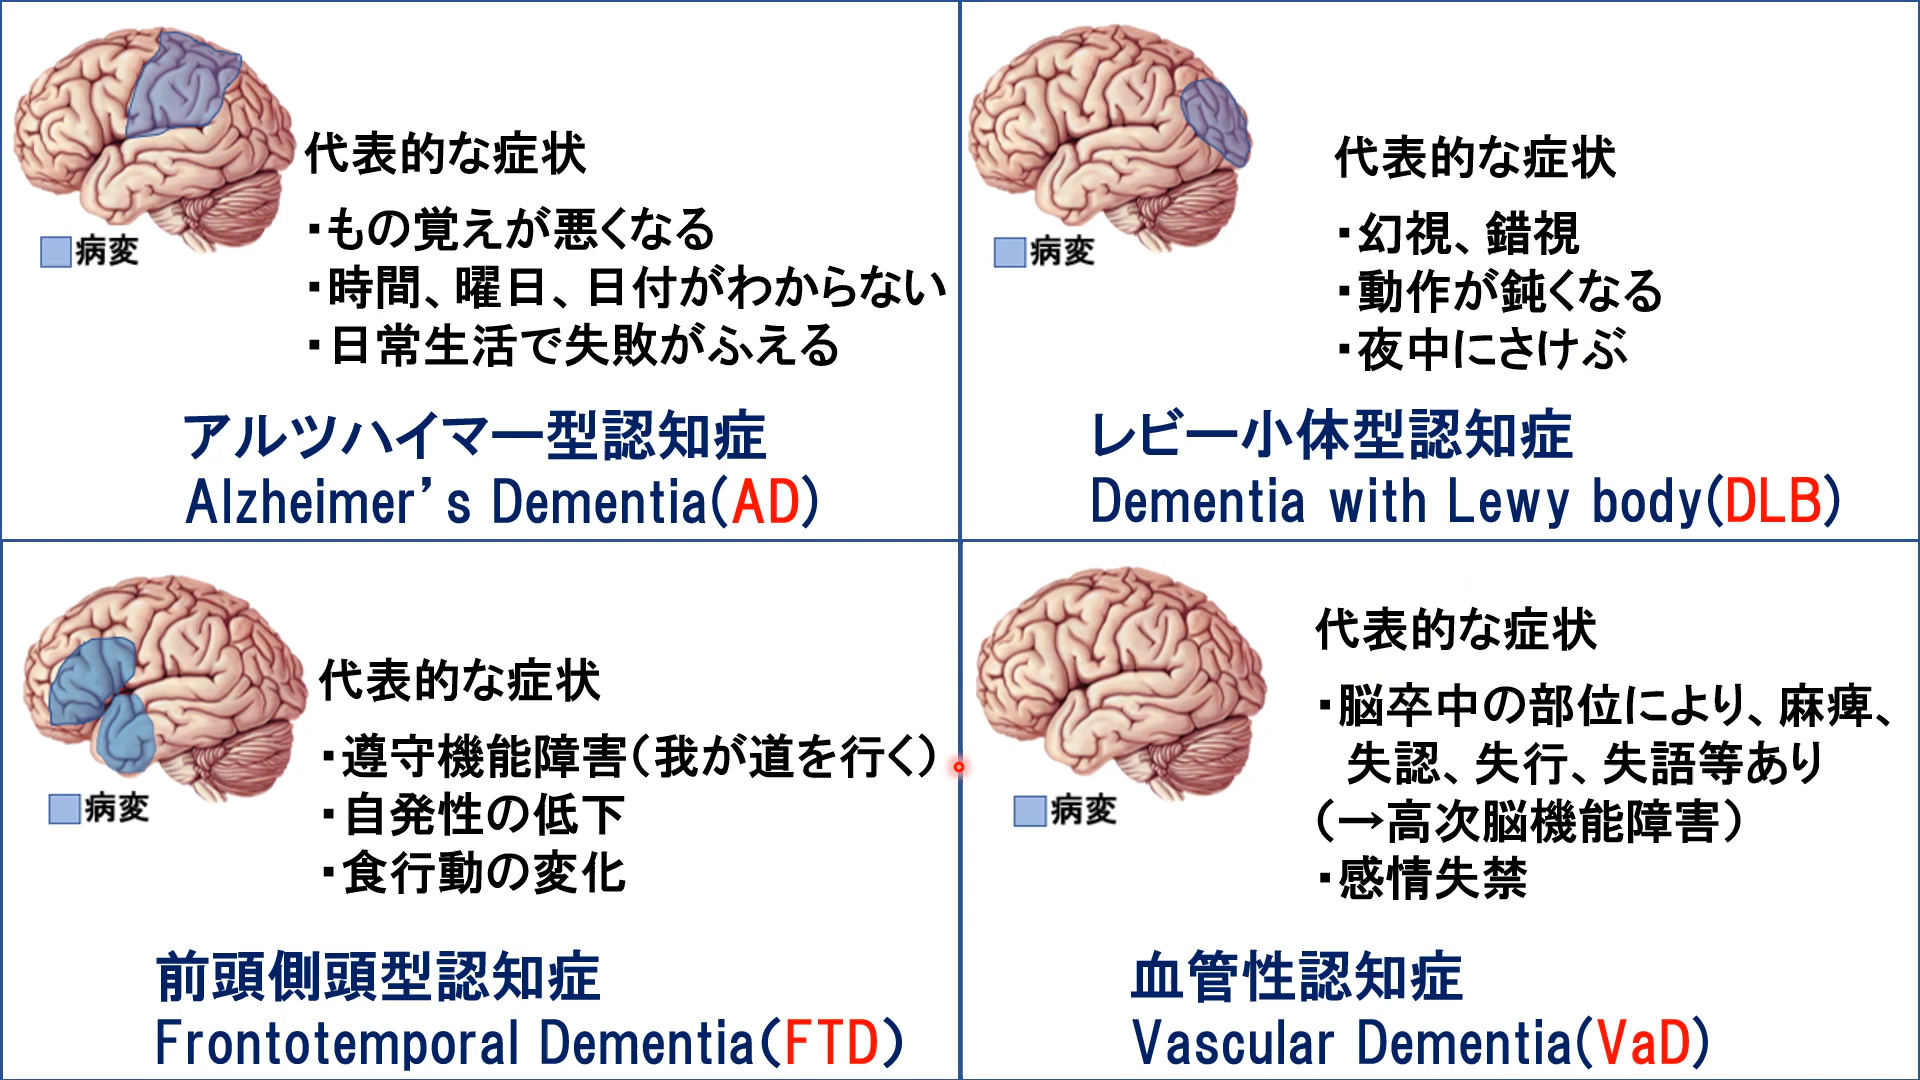 代表的な症状
・もの覚えが悪くなる
・時間、曜日、日付がわからない
・日常生活で失敗がふえる
病変
アルツハイマー型認知症
Alzheimer’s Dementia(AD)
代表的な症状
・幻視、錯視
・動作が鈍くなる
・夜中にさけぶ
病変
レビー小体型認知症
Dementia with Lewy body(DLB)
代表的な症状
・遵守機能障害(我が道を行く)
・自発性の低下
・食行動の変化
病変
前頭側頭型認知症
Frontotemporal Dementia(FTD)
代表的な症状
・脳卒中の部位により、麻痺、
失認、失行、失語等あり
(→高次脳機能障害)
・感情失禁
病変
血管性認知症
Vascular Dementia(VaD)